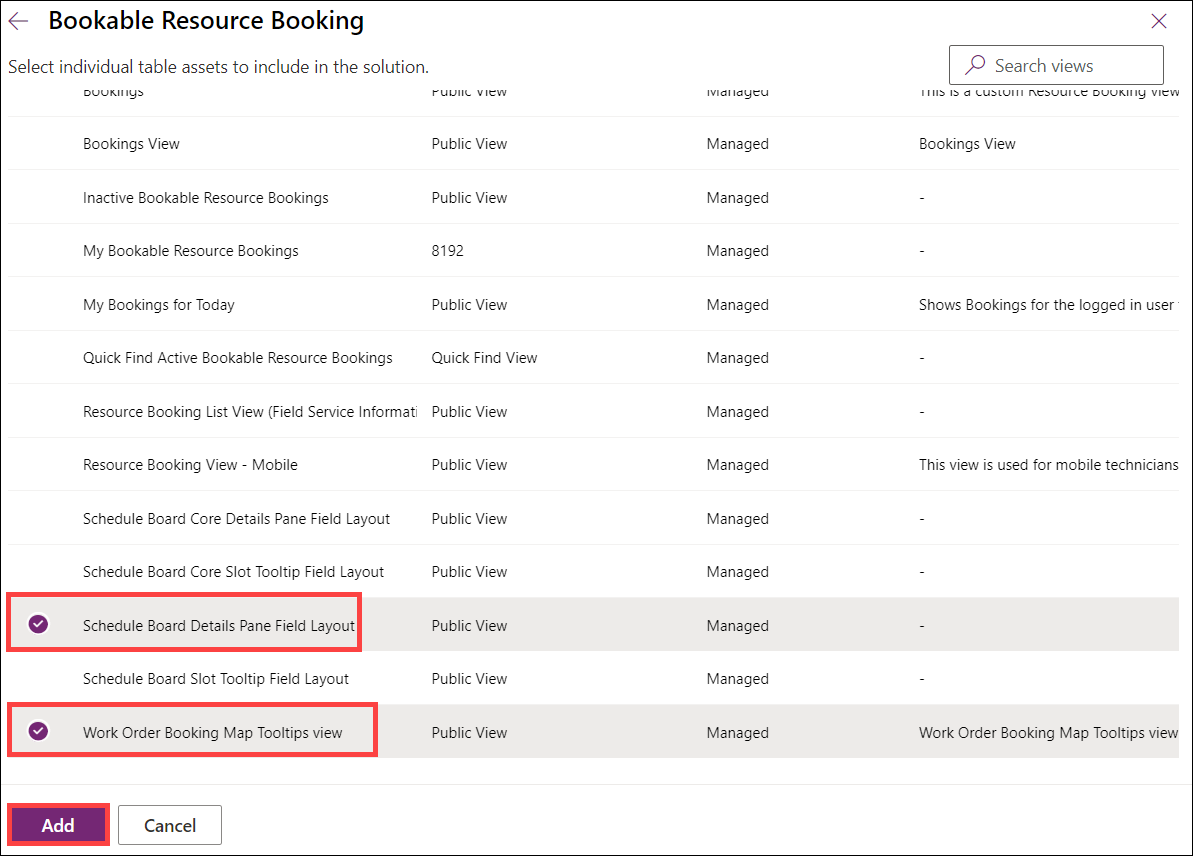 Bookable Resource Booking
Select individual table assets to include in the solution.
Search views
Bookings Public View Managed This is a custom Resource Booking view
Bookings View Public View Managed Bookings View
Inactive Bookable Resource Bookings Public View Managed -
My Bookable Resource Bookings 8192 Managed -
My Bookings for Today Public View Managed Shows Bookings for the logged in user
Quick Find Active Bookable Resource Bookings Quick Find View Managed -
Resource Booking List View (Field Service Informati Public View Managed -
Resource Booking View - Mobile Public View Managed This view is used for mobile technicians
Schedule Board Core Details Pane Field Layout Public View Managed -
Schedule Board Core Slot Tooltip Field Layout Public View Managed -
Schedule Board Details Pane Field Layout Public View Managed -
Schedule Board Slot Tooltip Field Layout Public View Managed -
Work Order Booking Map Tooltips view Public View Managed Work Order Booking Map Tooltips view
Add Cancel